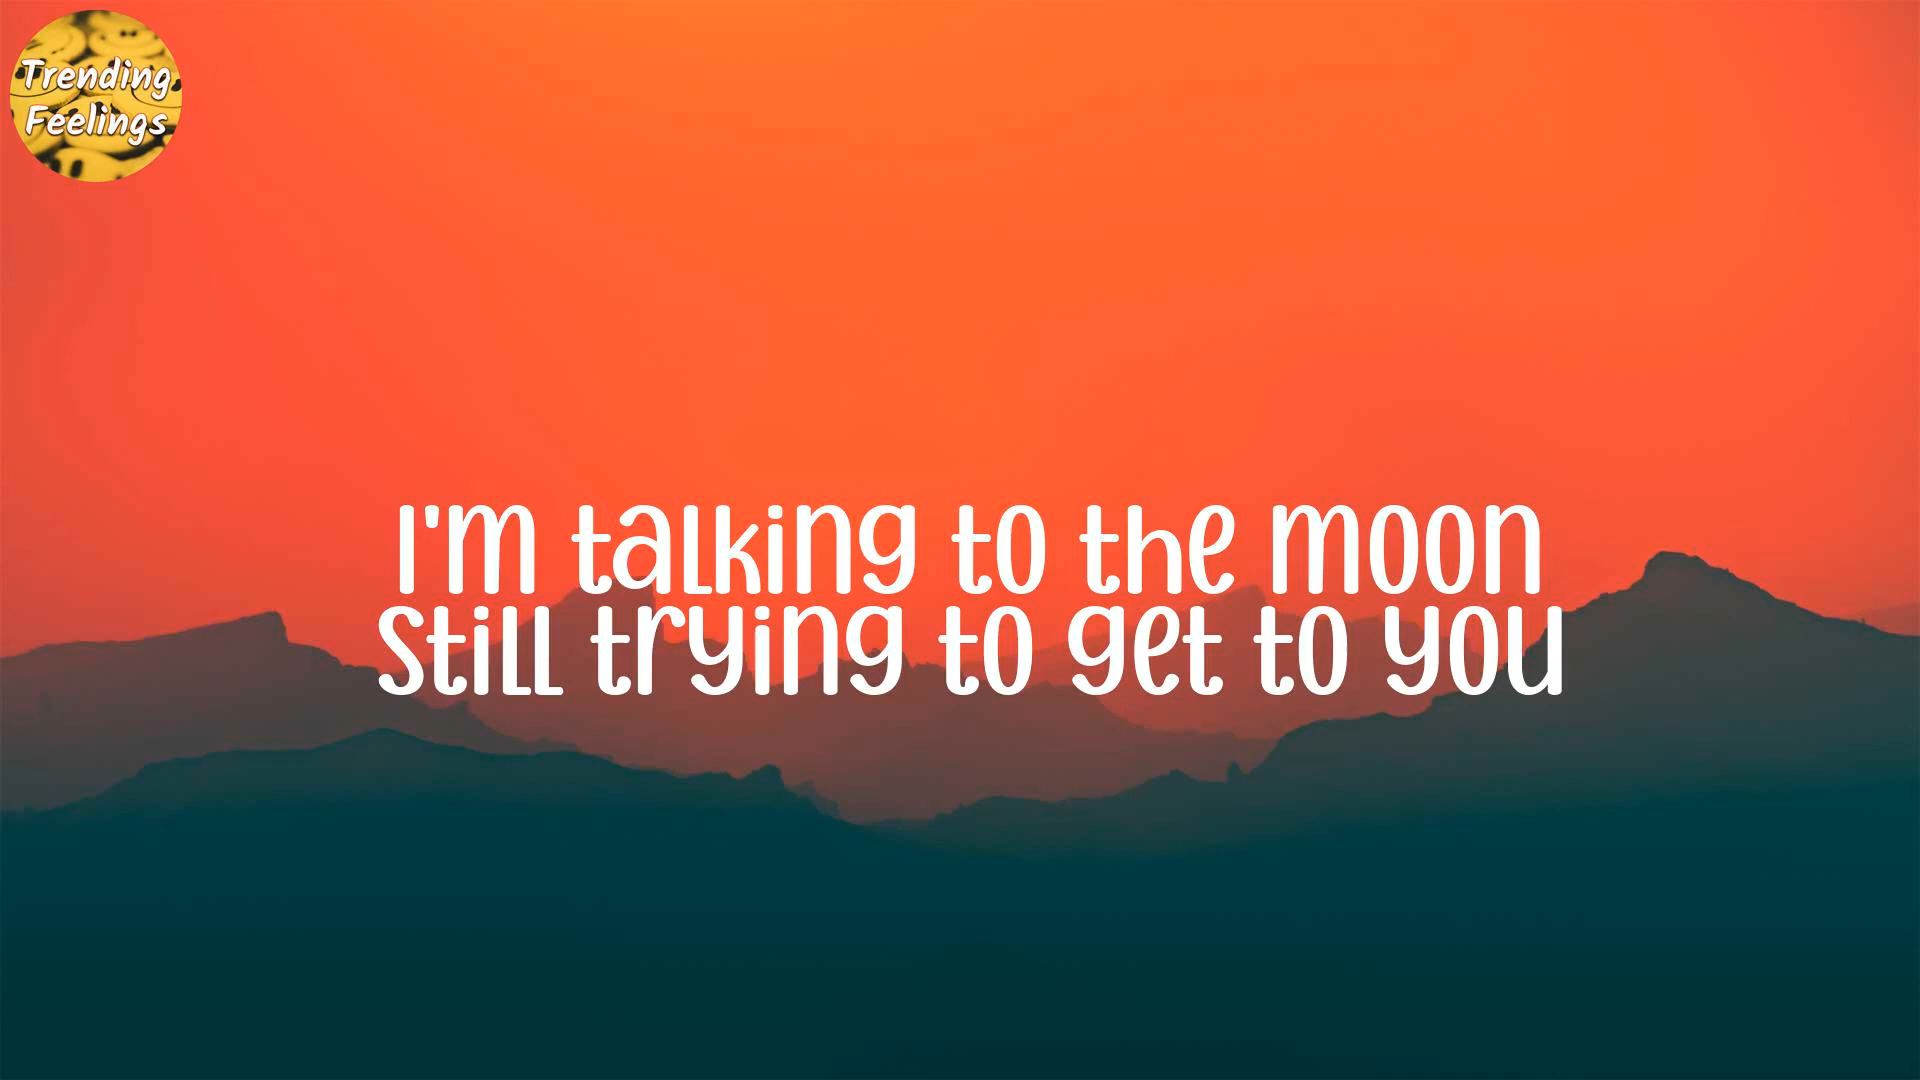 Trending
Feelings
I'm talking to the moon
still trying to get to you